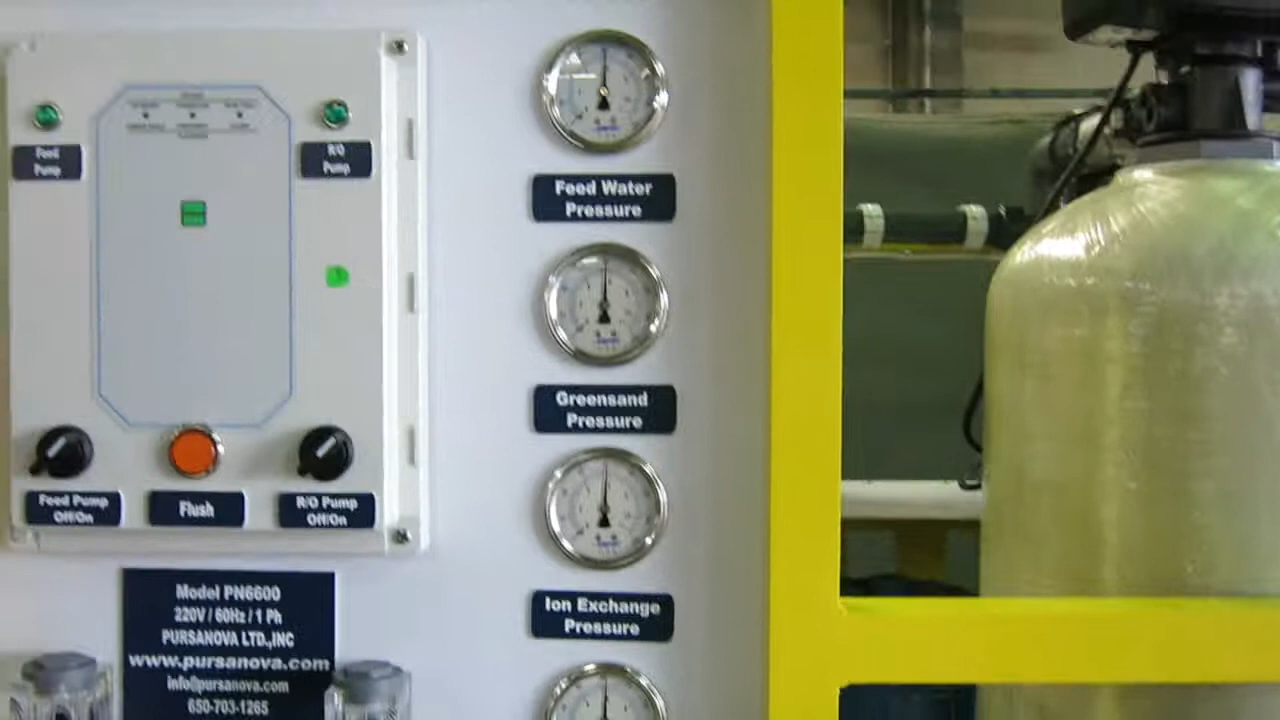 Feed
Pump
R/O
Pump
Feed Water
Pressure
Greensand
Pressure
Feed Pump
Off/On
Flush
R/O Pump
Off/On
Ion Exchange
Pressure
Model PN6600
220V / 60Hz / 1 Ph
PURSANOVA LTD.,INC
www.pursanova.com
info@pursanova.com
650-703-1265